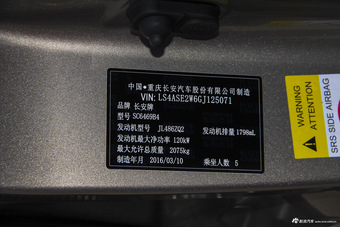 中国●重庆长安汽车股份有限公司制造
VIN: LS4ASE2W6GJ125071
品牌 长安牌
型号 SC6469B4
发动机型号 JL486ZQ2 发动机排量 1798mL
发动机最大净功率 120kW
最大允许总质量 2075kg
制造年月 2016/03/10 乘坐人数 5
WARNING
ATTENTION
SRS SIDE AIRBAG